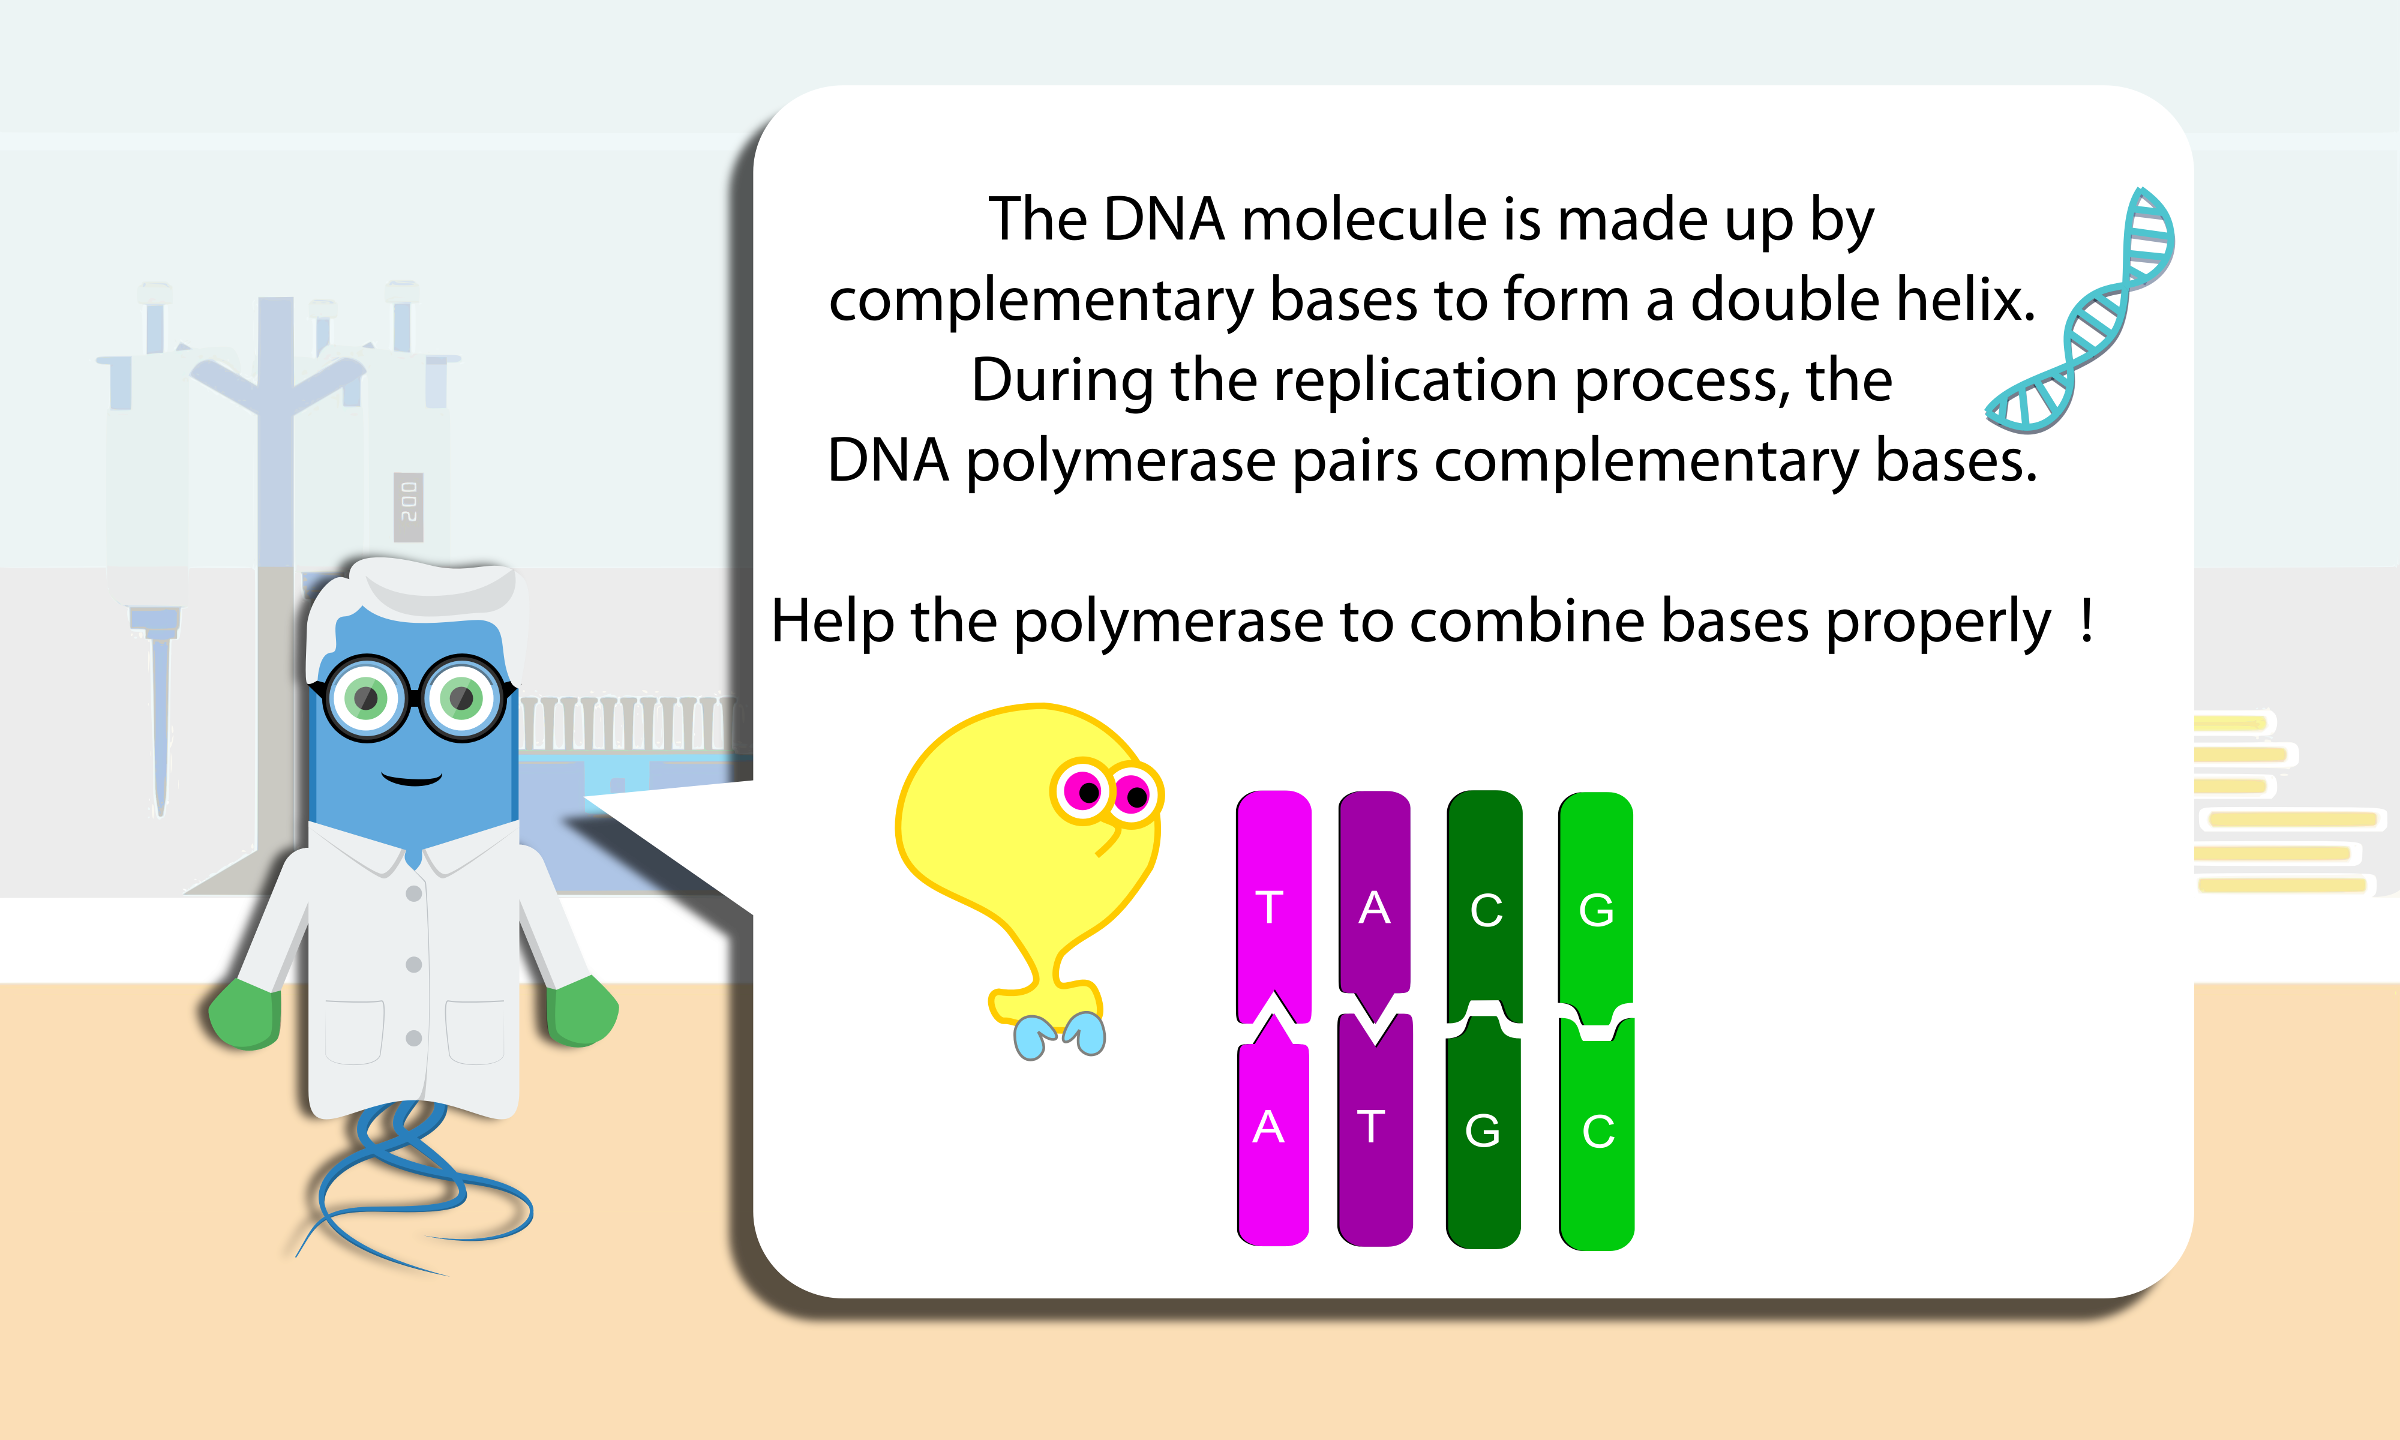 The DNA molecule is made up by
complementary bases to form a double helix.
During the replication process, the
DNA polymerase pairs complementary bases.
Help the polymerase to combine bases properly  !
200
T A C G
A T G C